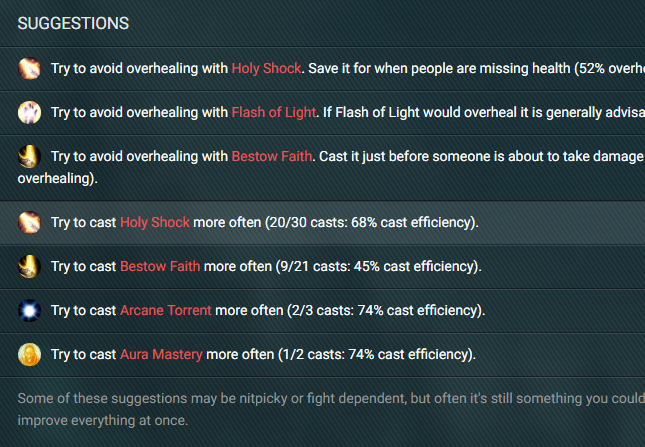 SUGGESTIONS
Try to avoid overhealing with Holy Shock. Save it for when people are missing health (52% overhe
Try to avoid overhealing with Flash of Light. If Flash of Light would overheal it is generally advisa
Try to avoid overhealing with Bestow Faith. Cast it just before someone is about to take damage
overhealing).
Try to cast Holy Shock more often (20/30 casts: 68% cast efficiency).
Try to cast Bestow Faith more often (9/21 casts: 45% cast efficiency).
Try to cast Arcane Torrent more often (2/3 casts: 74% cast efficiency).
Try to cast Aura Mastery more often (1/2 casts: 74% cast efficiency).
Some of these suggestions may be nitpicky or fight dependent, but often it's still something you could
improve everything at once.